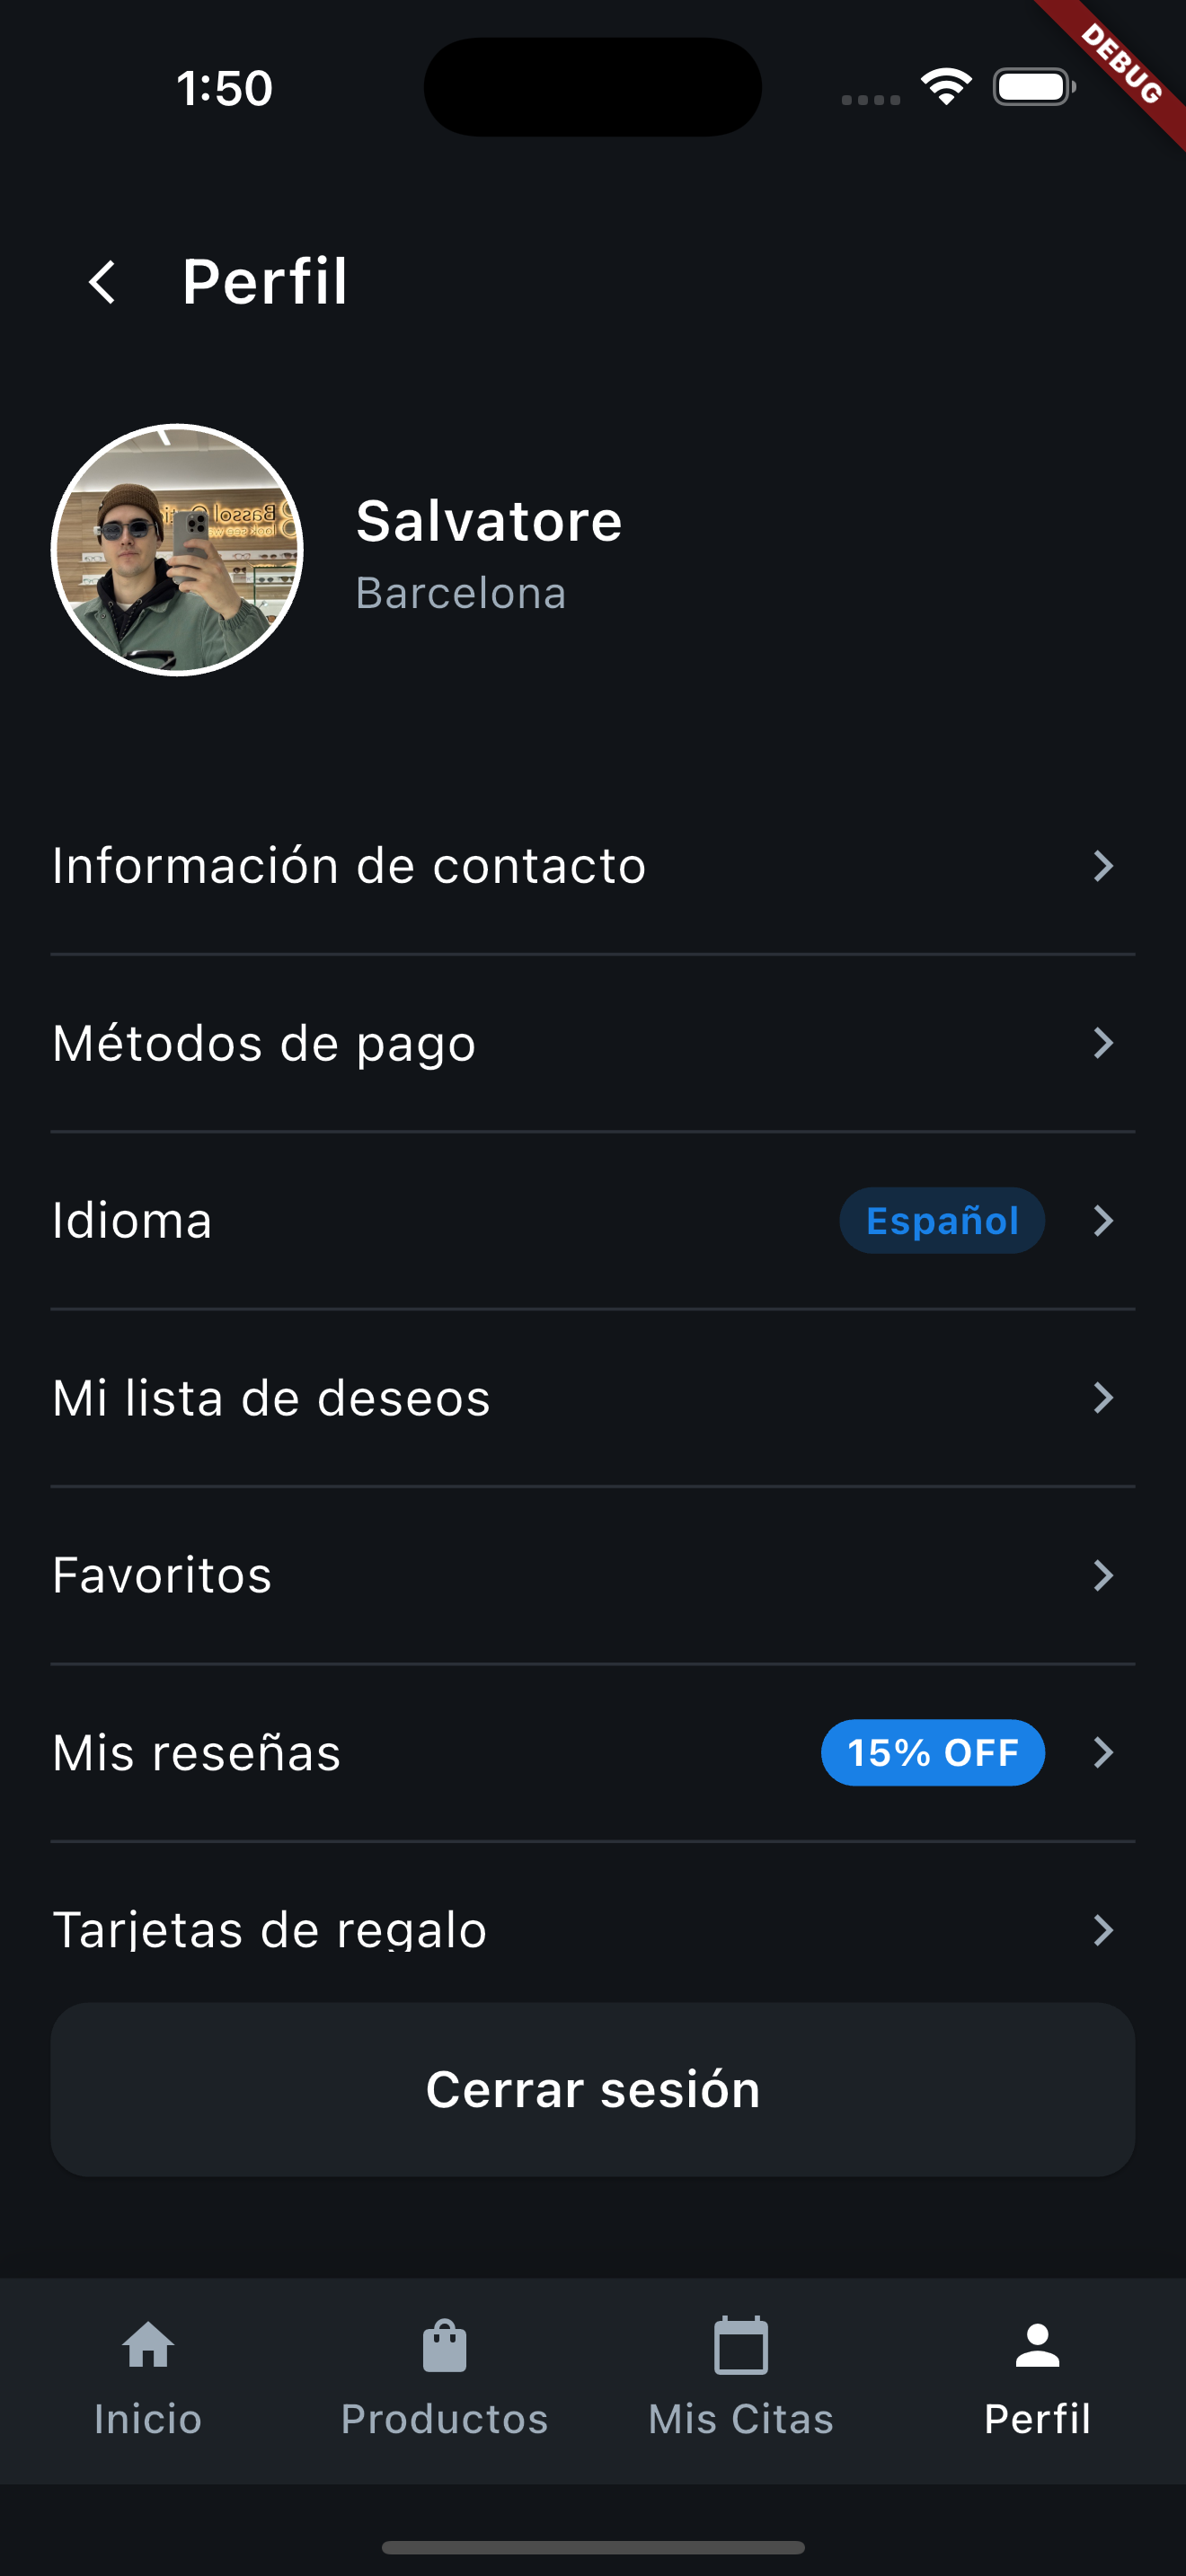 1:50
DEBUG
Perfil
Salvatore
Barcelona
Información de contacto
Métodos de pago
Idioma
Español
Mi lista de deseos
Favoritos
Mis reseñas
15% OFF
Tarjetas de regalo
Cerrar sesión
Inicio
Productos
Mis Citas
Perfil